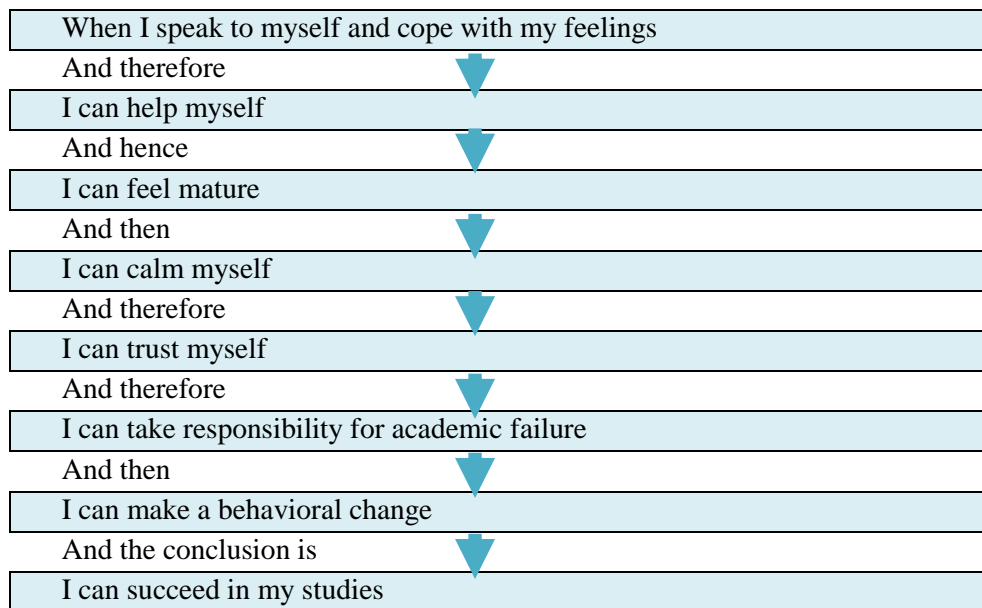 When I speak to myself and cope with my feelings
And therefore
I can help myself
And hence
I can feel mature
And then
I can calm myself
And therefore
I can trust myself
And therefore
I can take responsibility for academic failure
And then
I can make a behavioral change
And the conclusion is
I can succeed in my studies